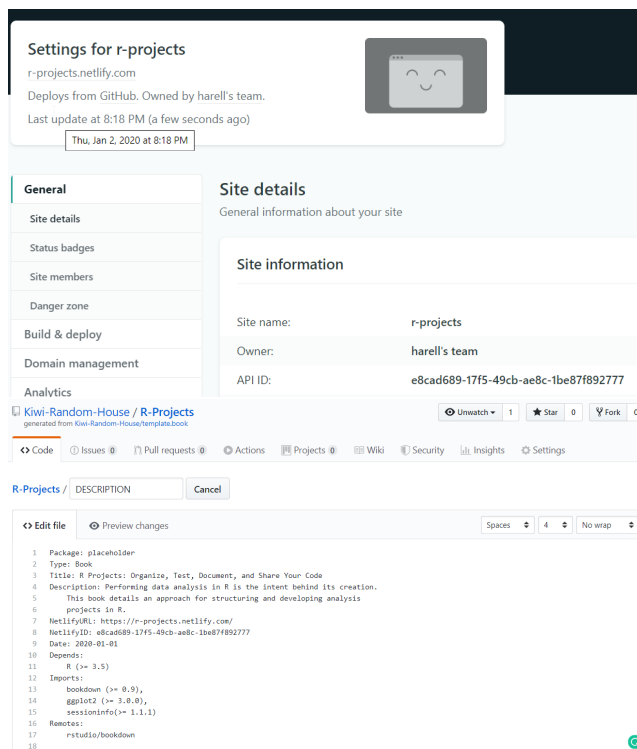 Settings for r-projects
r-projects.netlify.com
Deploys from GitHub. Owned by harell's team.
Last update at 8:18 PM (a few seconds ago)
Thu, Jan 2, 2020 at 8:18 PM
General
Site details
Status badges
Site members
Danger zone
Build & deploy
Domain management
Analytics
Site details
General information about your site
Site information
Site name: r-projects
Owner: harell's team
API ID: e8cad689-17f5-49cb-ae8c-1be87f892777
Kiwi-Random-House / R-Projects
generated from Kiwi-Random-House/template.book
Unwatch 1 Star 0 Fork 0
Code Issues 0 Pull requests 0 Actions Projects 0 Wiki Security Insights Settings
R-Projects / DESCRIPTION Cancel
Edit file Preview changes Spaces 4 No wrap
1 Package: placeholder
2 Type: Book
3 Title: R Projects: Organize, Test, Document, and Share Your Code
4 Description: Performing data analysis in R is the intent behind its creation.
5 This book details an approach for structuring and developing analysis
6 projects in R.
7 NetlifyURL: https://r-projects.netlify.com/
8 NetlifyID: e8cad689-17f5-49cb-ae8c-1be87f892777
9 Date: 2020-01-01
10 Depends:
11 R (>= 3.5)
12 Imports:
13 bookdown (>= 0.9),
14 ggplot2 (>= 3.0.0),
15 sessioninfo(>= 1.1.1)
16 Remotes:
17 rstudio/bookdown
18